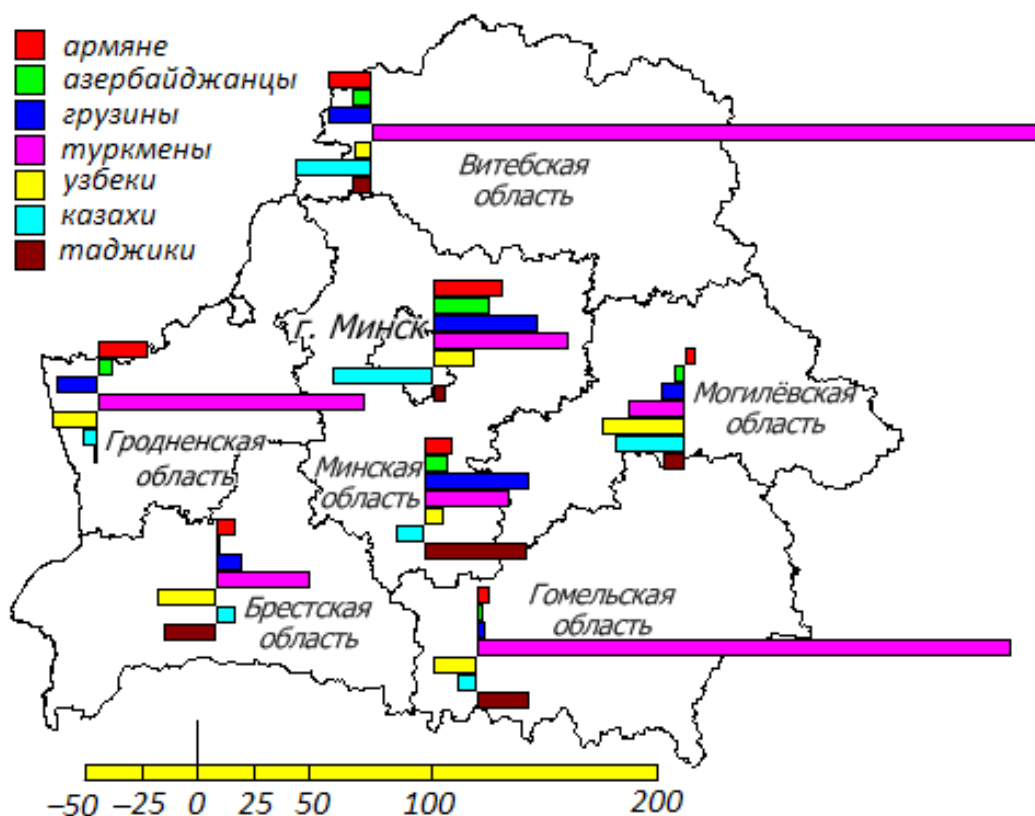 армяне
азербайджанцы
грузины
туркмены
узбеки
казахи
таджики
Витебская
область
г. Минск
Могилёвская
область
Гродненская
область
Минская
область
Брестская
область
Гомельская
область
–50 –25 0 25 50 100 200